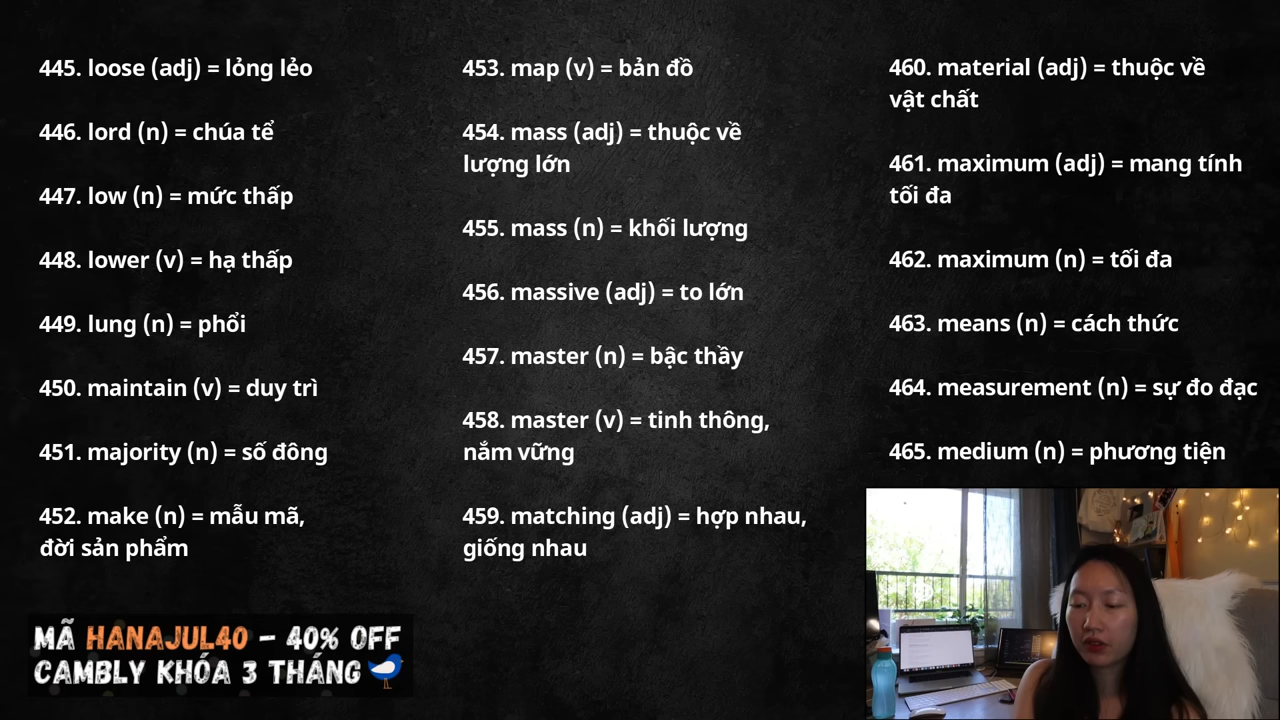 445. loose (adj) = lỏng lẻo
446. lord (n) = chúa tể
447. low (n) = mức thấp
448. lower (v) = hạ thấp
449. lung (n) = phổi
450. maintain (v) = duy trì
451. majority (n) = số đông
452. make (n) = mẫu mã,
đời sản phẩm
453. map (v) = bản đồ
454. mass (adj) = thuộc về
lượng lớn
455. mass (n) = khối lượng
456. massive (adj) = to lớn
457. master (n) = bậc thầy
458. master (v) = tinh thông,
nắm vững
459. matching (adj) = hợp nhau,
giống nhau
460. material (adj) = thuộc về
vật chất
461. maximum (adj) = mang tính
tối đa
462. maximum (n) = tối đa
463. means (n) = cách thức
464. measurement (n) = sự đo đạc
465. medium (n) = phương tiện
MÃ HANAJUL40 – 40% OFF
CAMBLY KHÓA 3 THÁNG